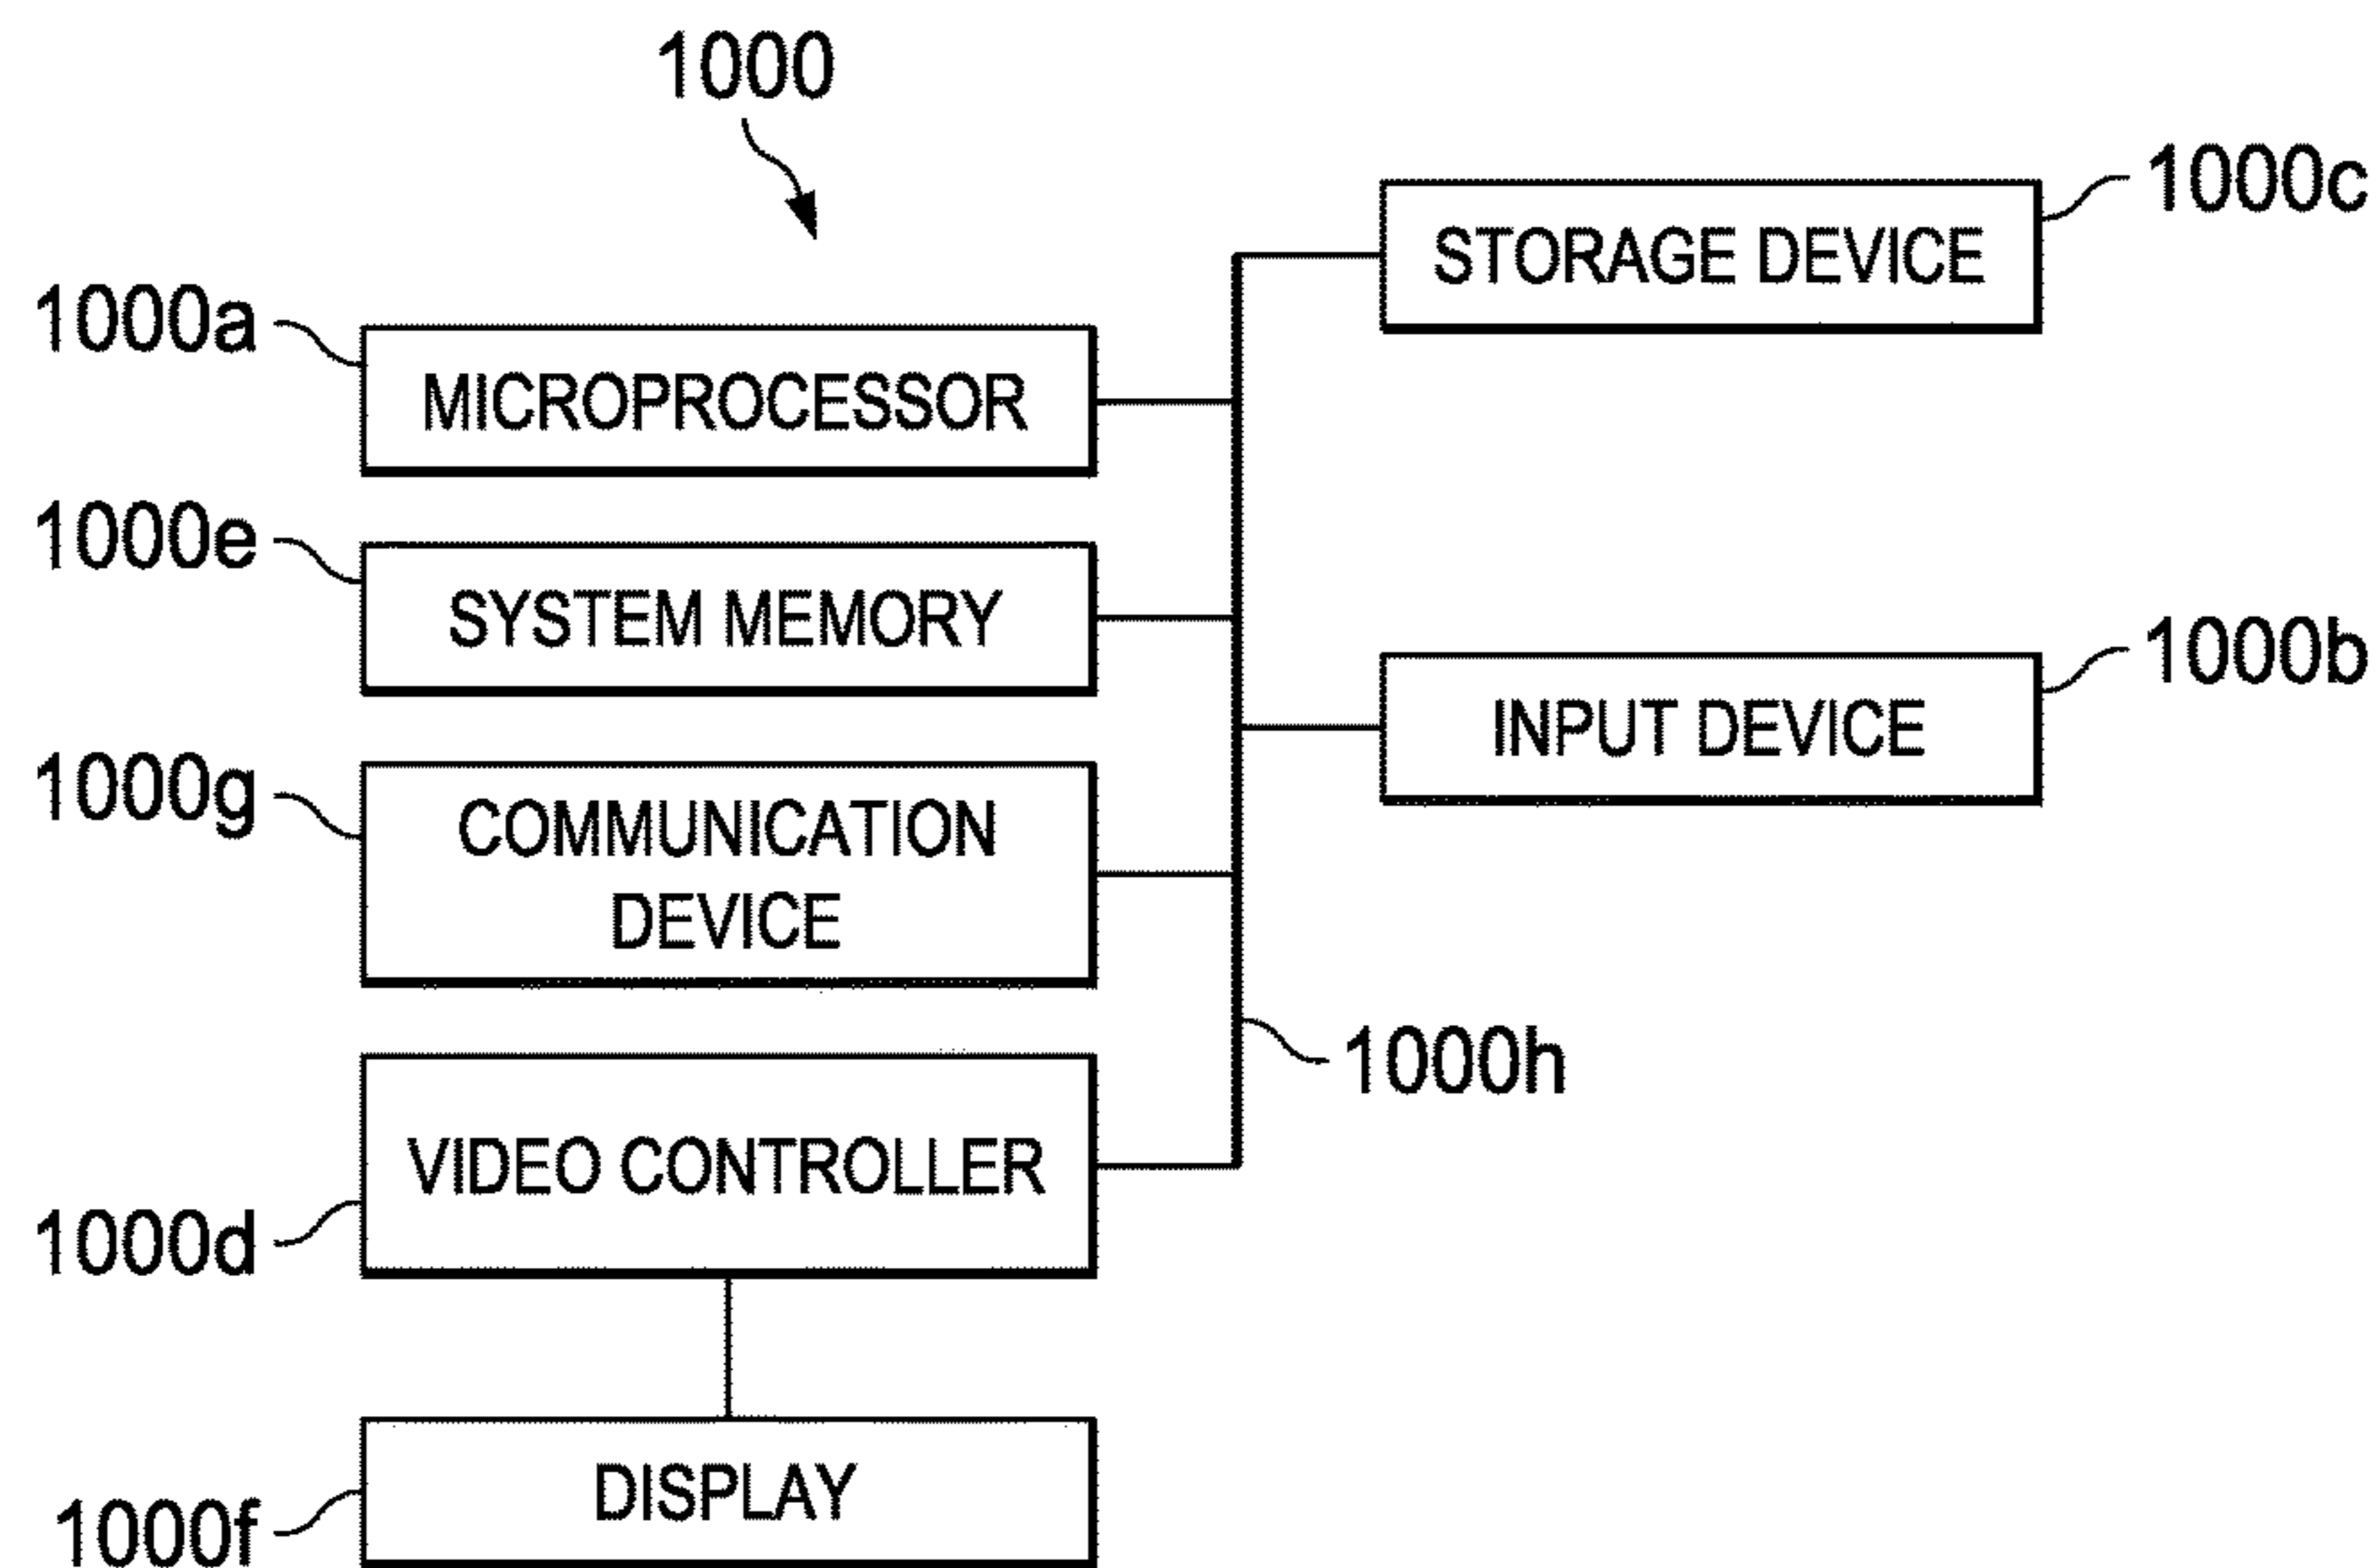 1000
1000c
STORAGE DEVICE
1000a
MICROPROCESSOR
1000e
SYSTEM MEMORY
1000b
INPUT DEVICE
1000g
COMMUNICATION
DEVICE
1000h
VIDEO CONTROLLER
1000d
DISPLAY
1000f